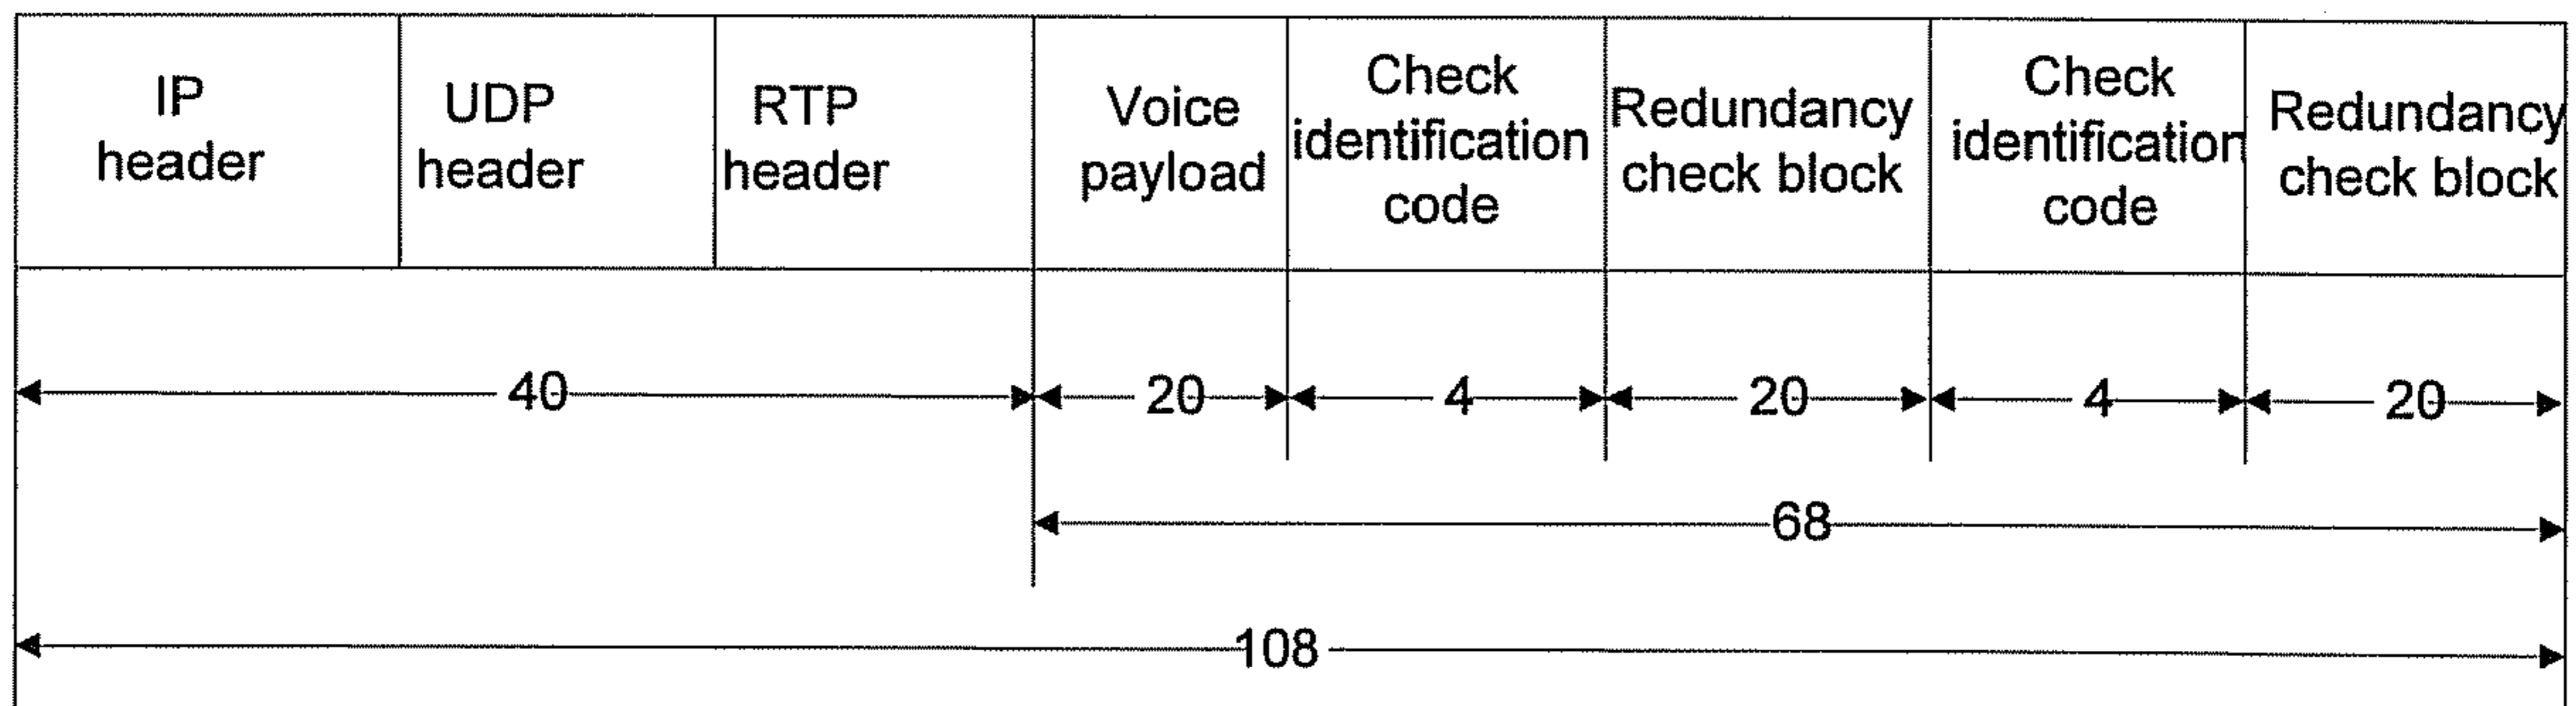 IP
header
UDP
header
RTP
header
Voice
payload
Check
identification
code
Redundancy
check block
Check
identification
code
Redundancy
check block
40
20
4
20
4
20
68
108